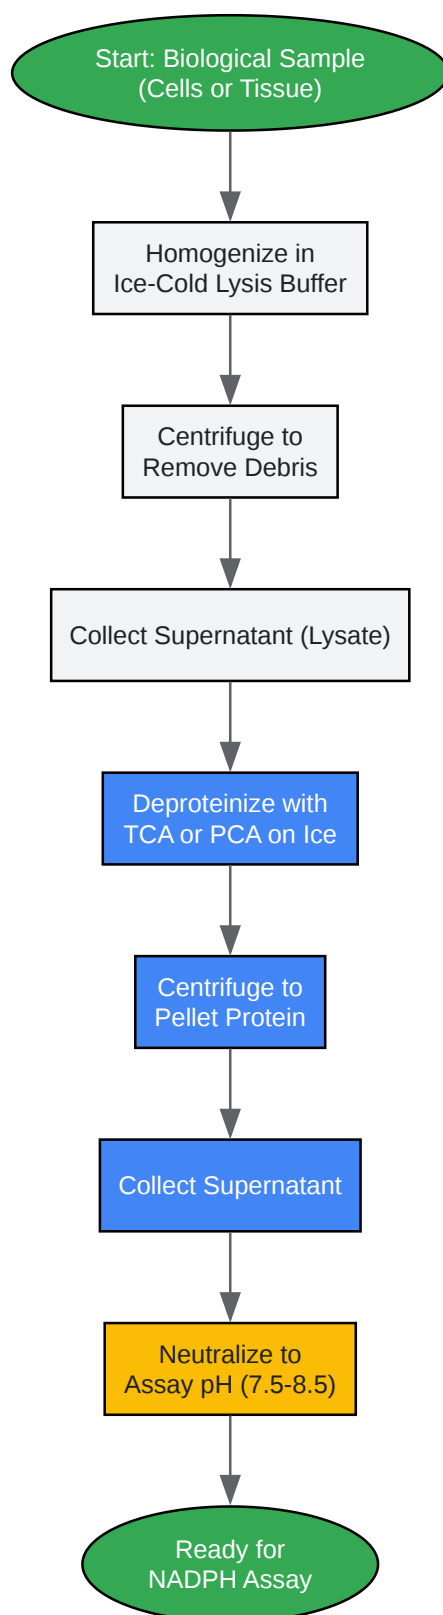 Start: Biological Sample
(Cells or Tissue)
Homogenize in
Ice-Cold Lysis Buffer
Centrifuge to
Remove Debris
Collect Supernatant (Lysate)
Deproteinize with
TCA or PCA on Ice
Centrifuge to
Pellet Protein
Collect Supernatant
Neutralize to
Assay pH (7.5-8.5)
Ready for
NADPH Assay